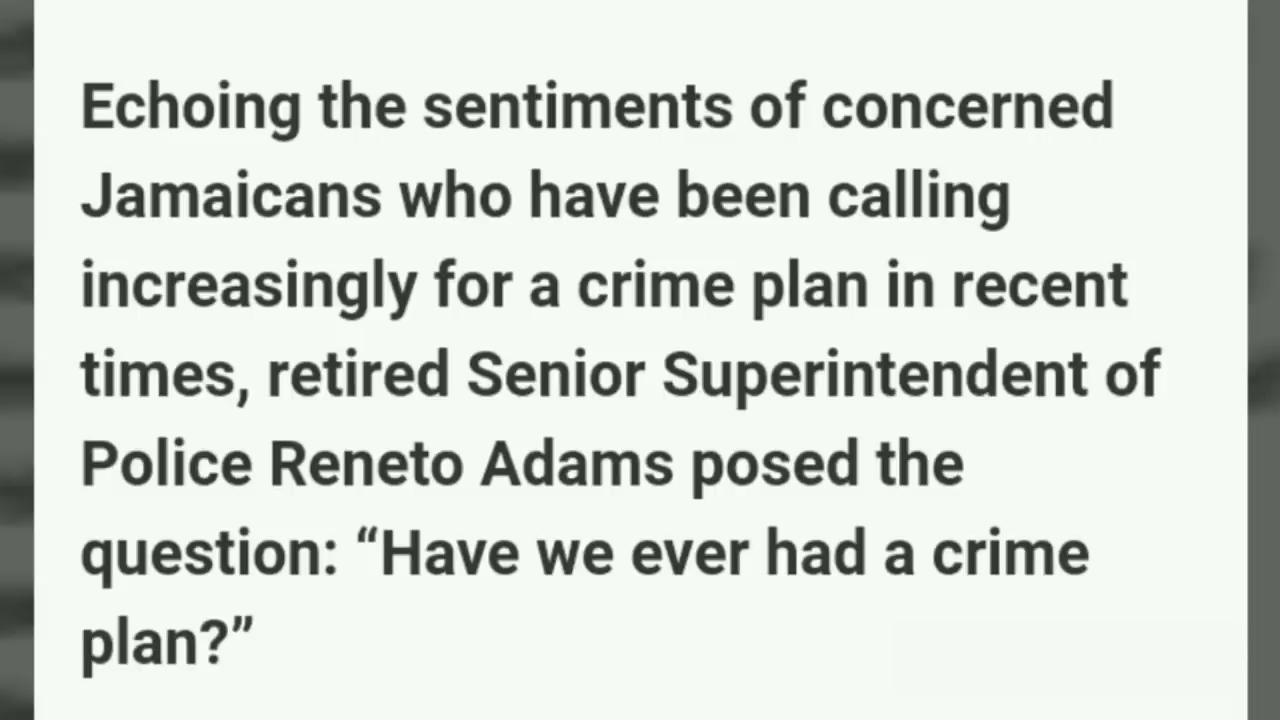 Echoing the sentiments of concerned
Jamaicans who have been calling
increasingly for a crime plan in recent
times, retired Senior Superintendent of
Police Reneto Adams posed the
question: “Have we ever had a crime
plan?”